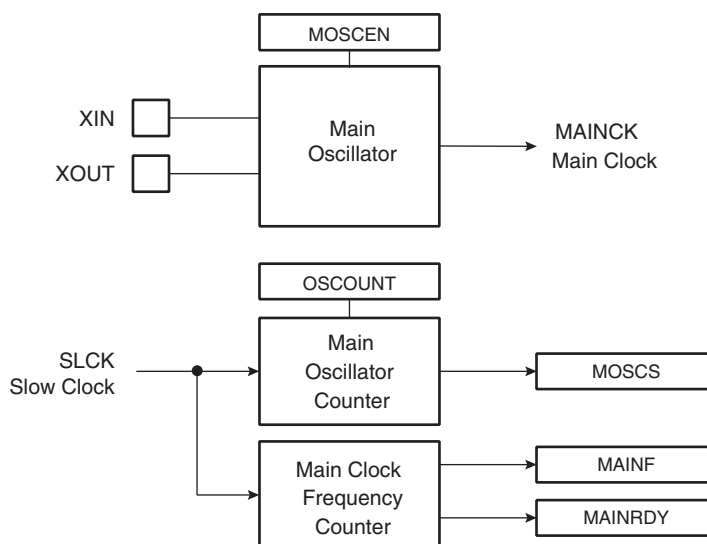 MOSCEN
XIN
XOUT
Main
Oscillator
MAINCK
Main Clock
OSCOUNT
SLCK
Slow Clock
Main
Oscillator
Counter
MOSCS
Main Clock
Frequency
Counter
MAINF
MAINRDY